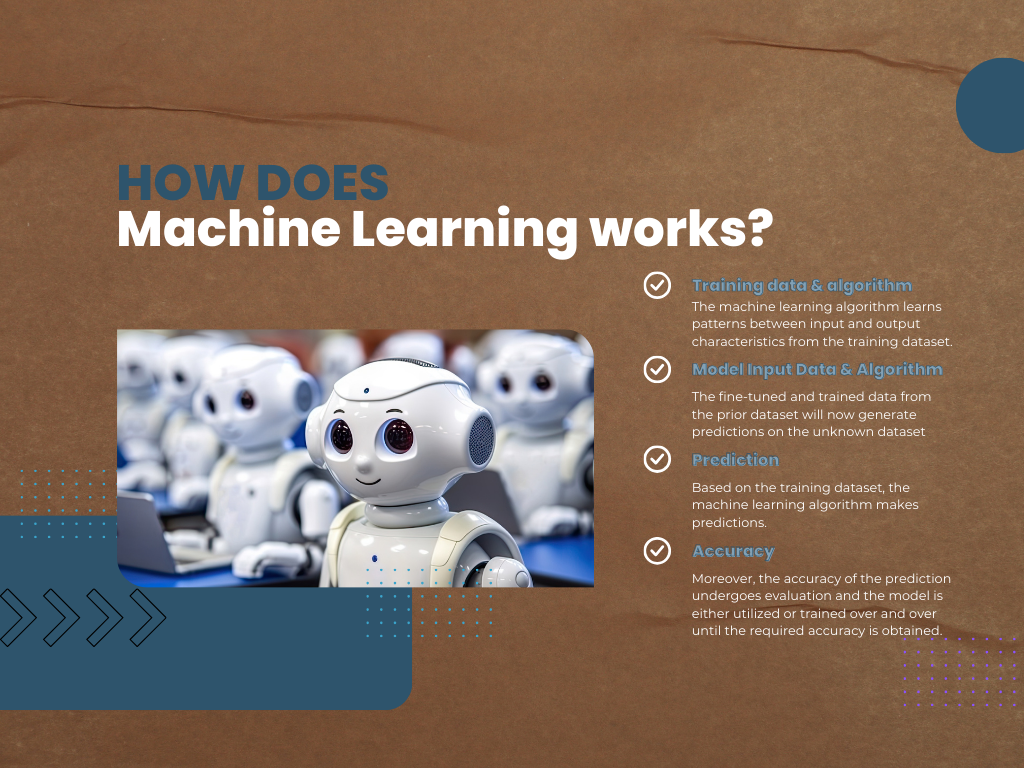 HOW DOES
Machine Learning works?
Training data & algorithm
The machine learning algorithm learns
patterns between input and output
characteristics from the training dataset.
Model Input Data & Algorithm
The fine-tuned and trained data from
the prior dataset will now generate
predictions on the unknown dataset
Prediction
Based on the training dataset, the
machine learning algorithm makes
predictions.
Accuracy
Moreover, the accuracy of the prediction
undergoes evaluation and the model is
either utilized or trained over and over
until the required accuracy is obtained.